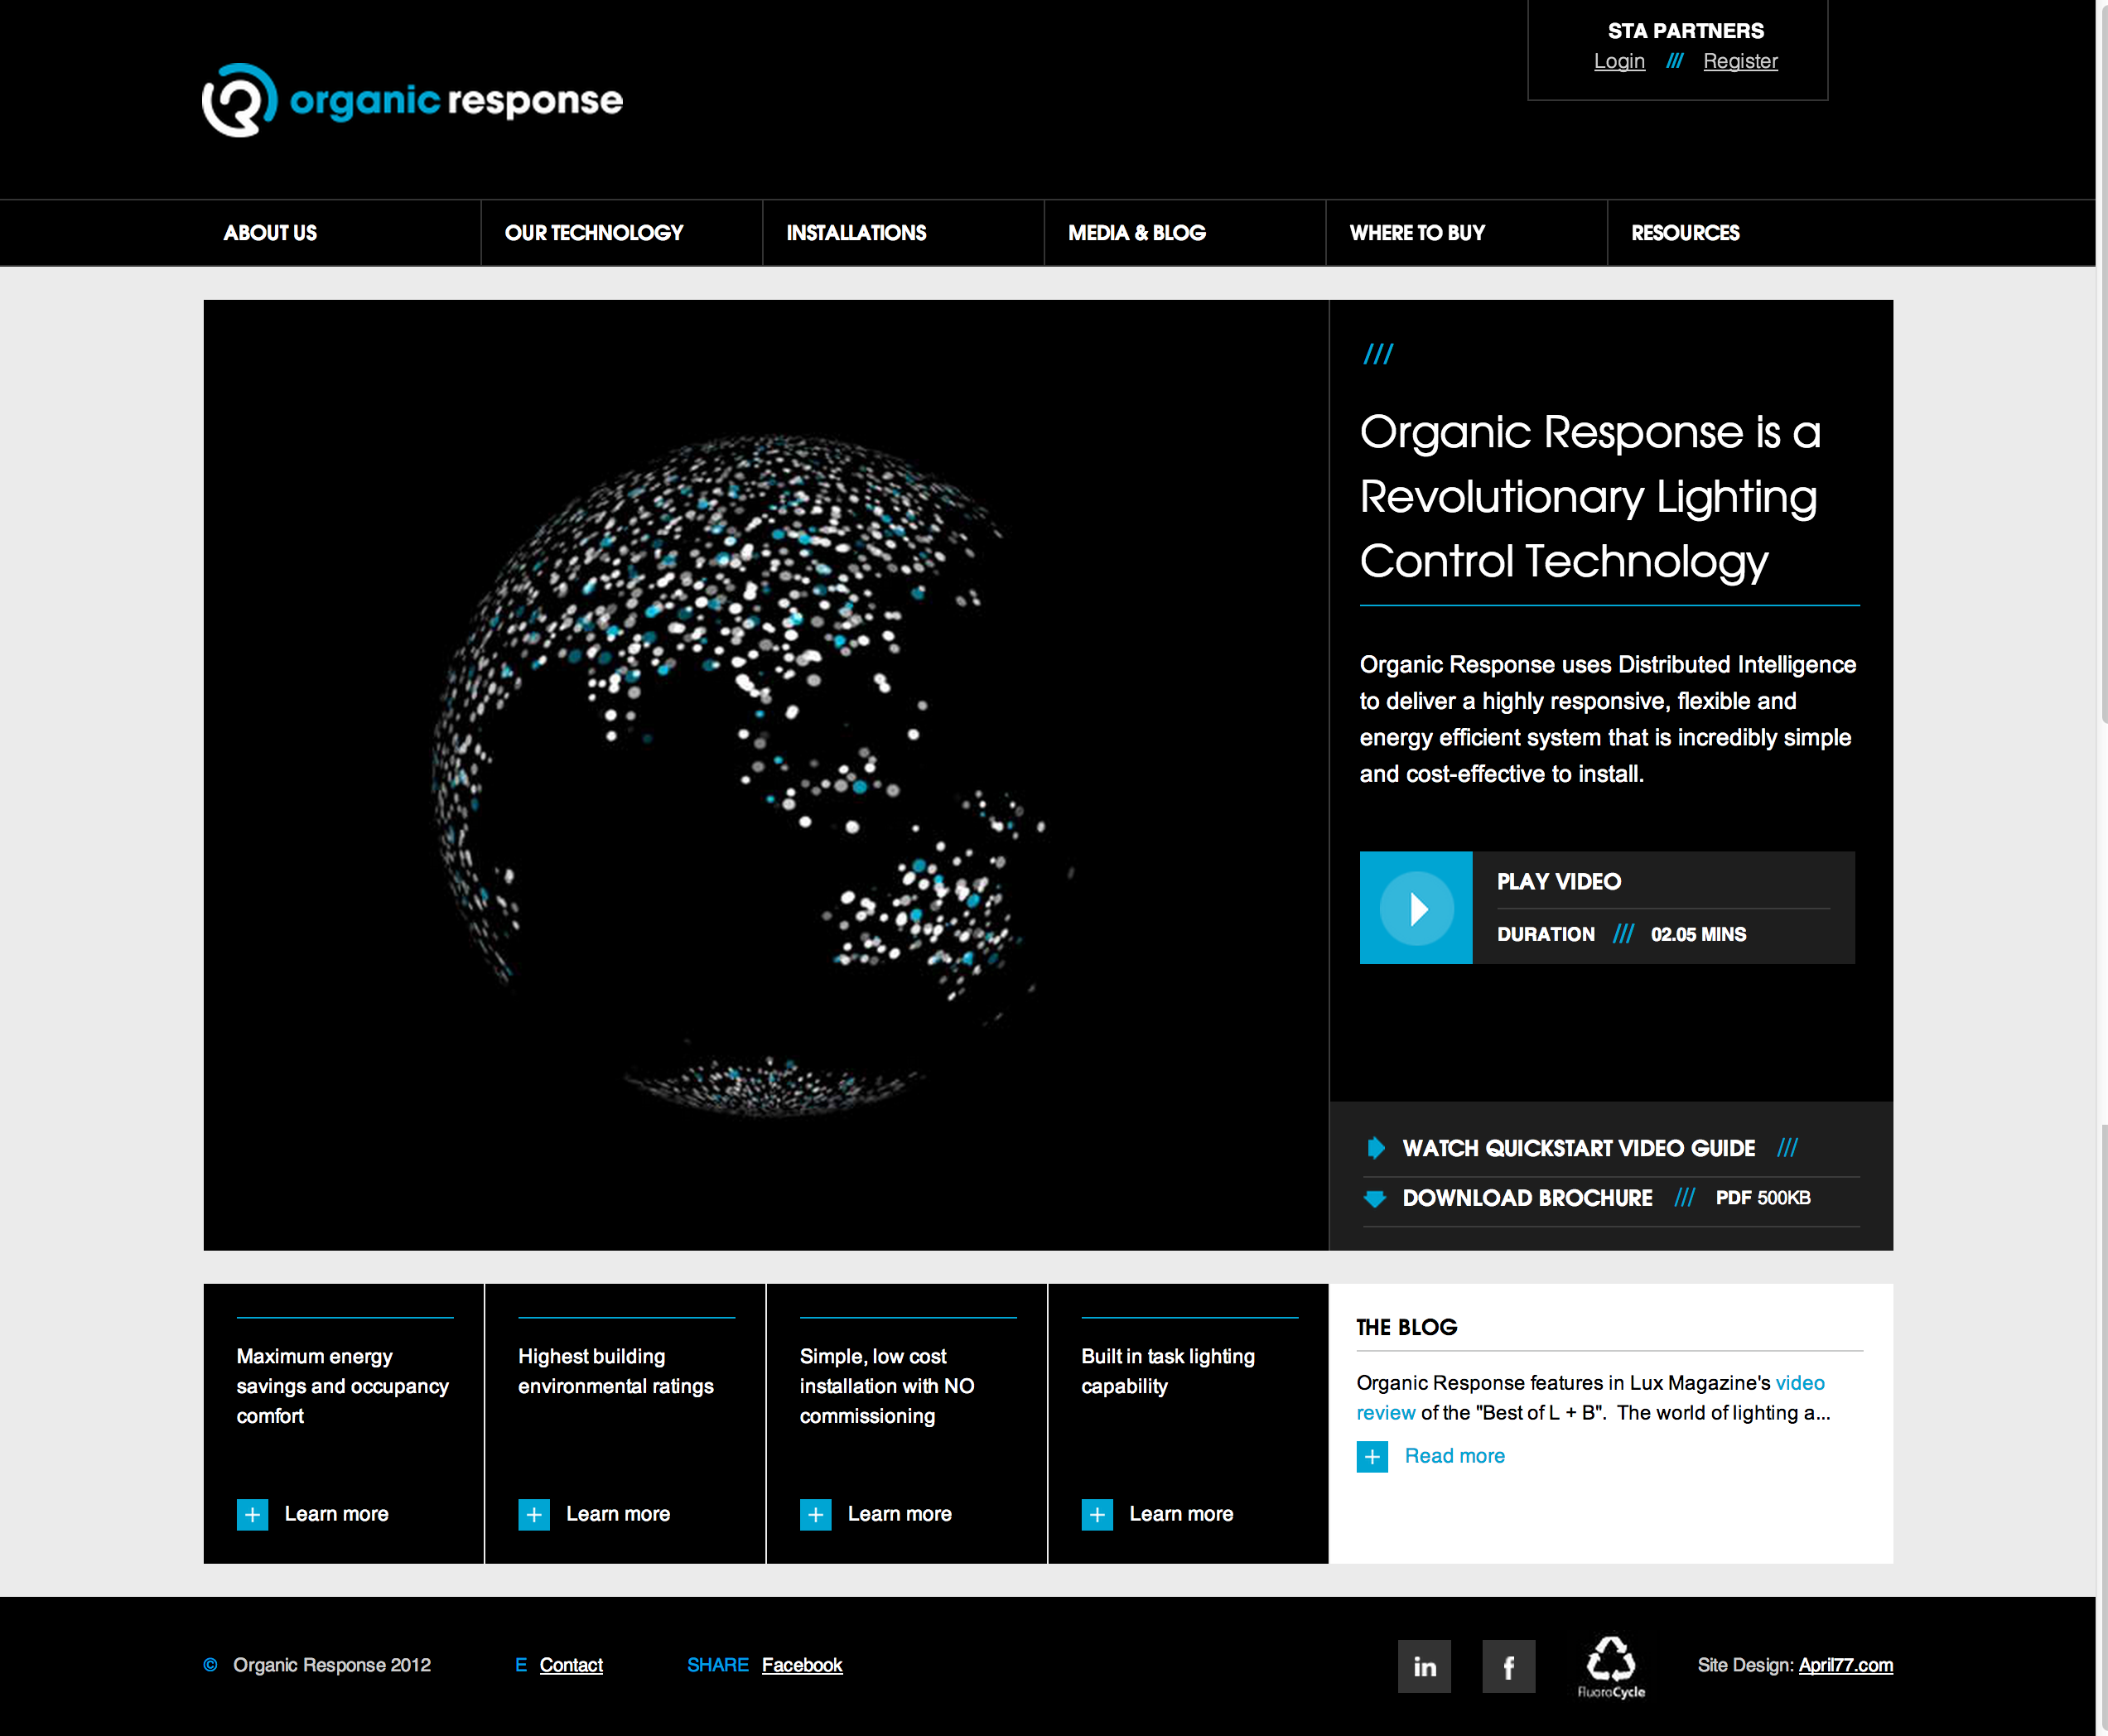 STA PARTNERS
Login /// Register
organic response
ABOUT US
OUR TECHNOLOGY
INSTALLATIONS
MEDIA & BLOG
WHERE TO BUY
RESOURCES
///
Organic Response is a
Revolutionary Lighting
Control Technology
Organic Response uses Distributed Intelligence
to deliver a highly responsive, flexible and
energy efficient system that is incredibly simple
and cost-effective to install.
PLAY VIDEO
DURATION /// 02.05 MINS
WATCH QUICKSTART VIDEO GUIDE ///
DOWNLOAD BROCHURE /// PDF 500KB
Maximum energy
savings and occupancy
comfort
+ Learn more
Highest building
environmental ratings
+ Learn more
Simple, low cost
installation with NO
commissioning
+ Learn more
Built in task lighting
capability
+ Learn more
THE BLOG
Organic Response features in Lux Magazine's video
review of the "Best of L + B".  The world of lighting a...
+ Read more
© Organic Response 2012
E Contact
SHARE Facebook
in
f
FluoroCycle
Site Design: April77.com